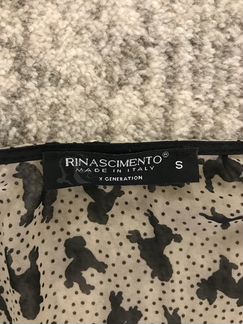 RINASCIMENTO®
MADE IN ITALY
X GENERATION
S